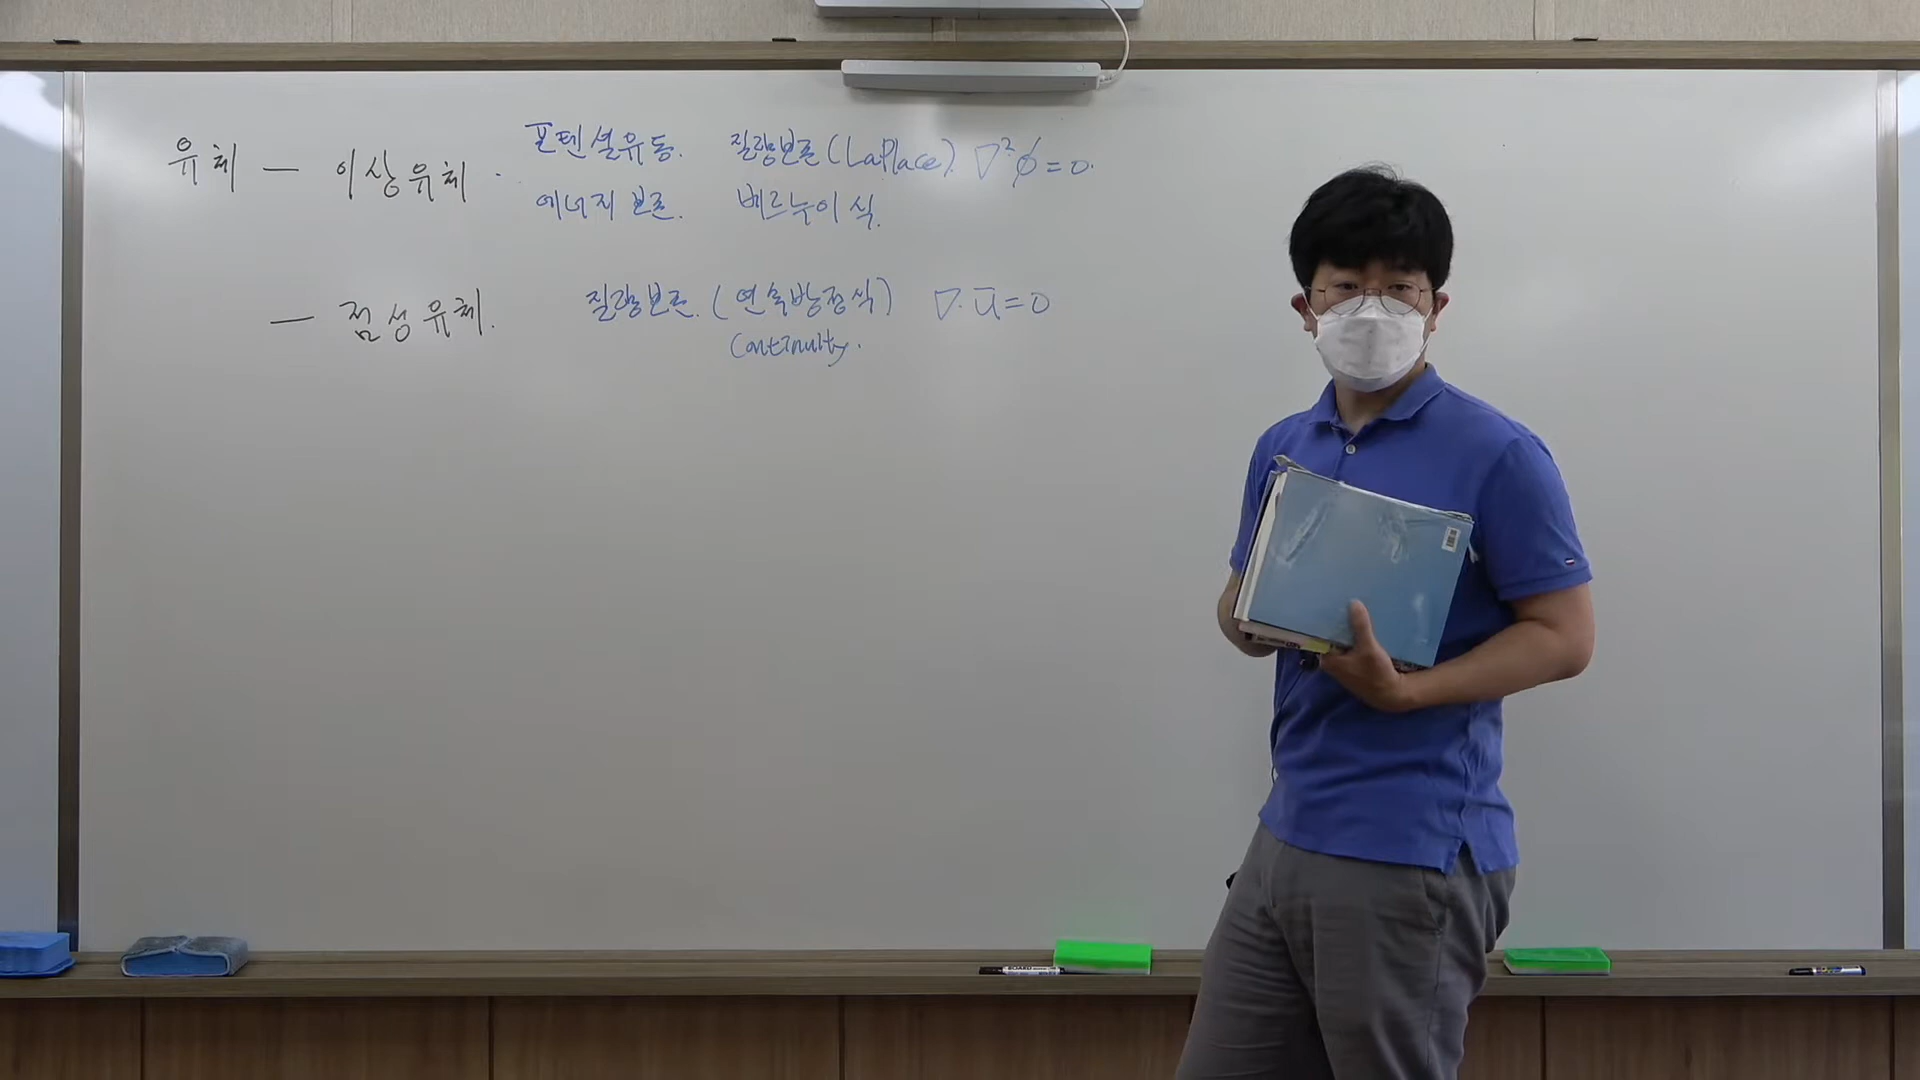 유체 — 이상유체. 포텐셜유동. 질량보존(LaPlace). ∇²ϕ=0.
에너지 보존. 베르누이 식.
— 점성유체. 질량보존.(연속방정식) ∇·ū=0
Continuity.
BOARD